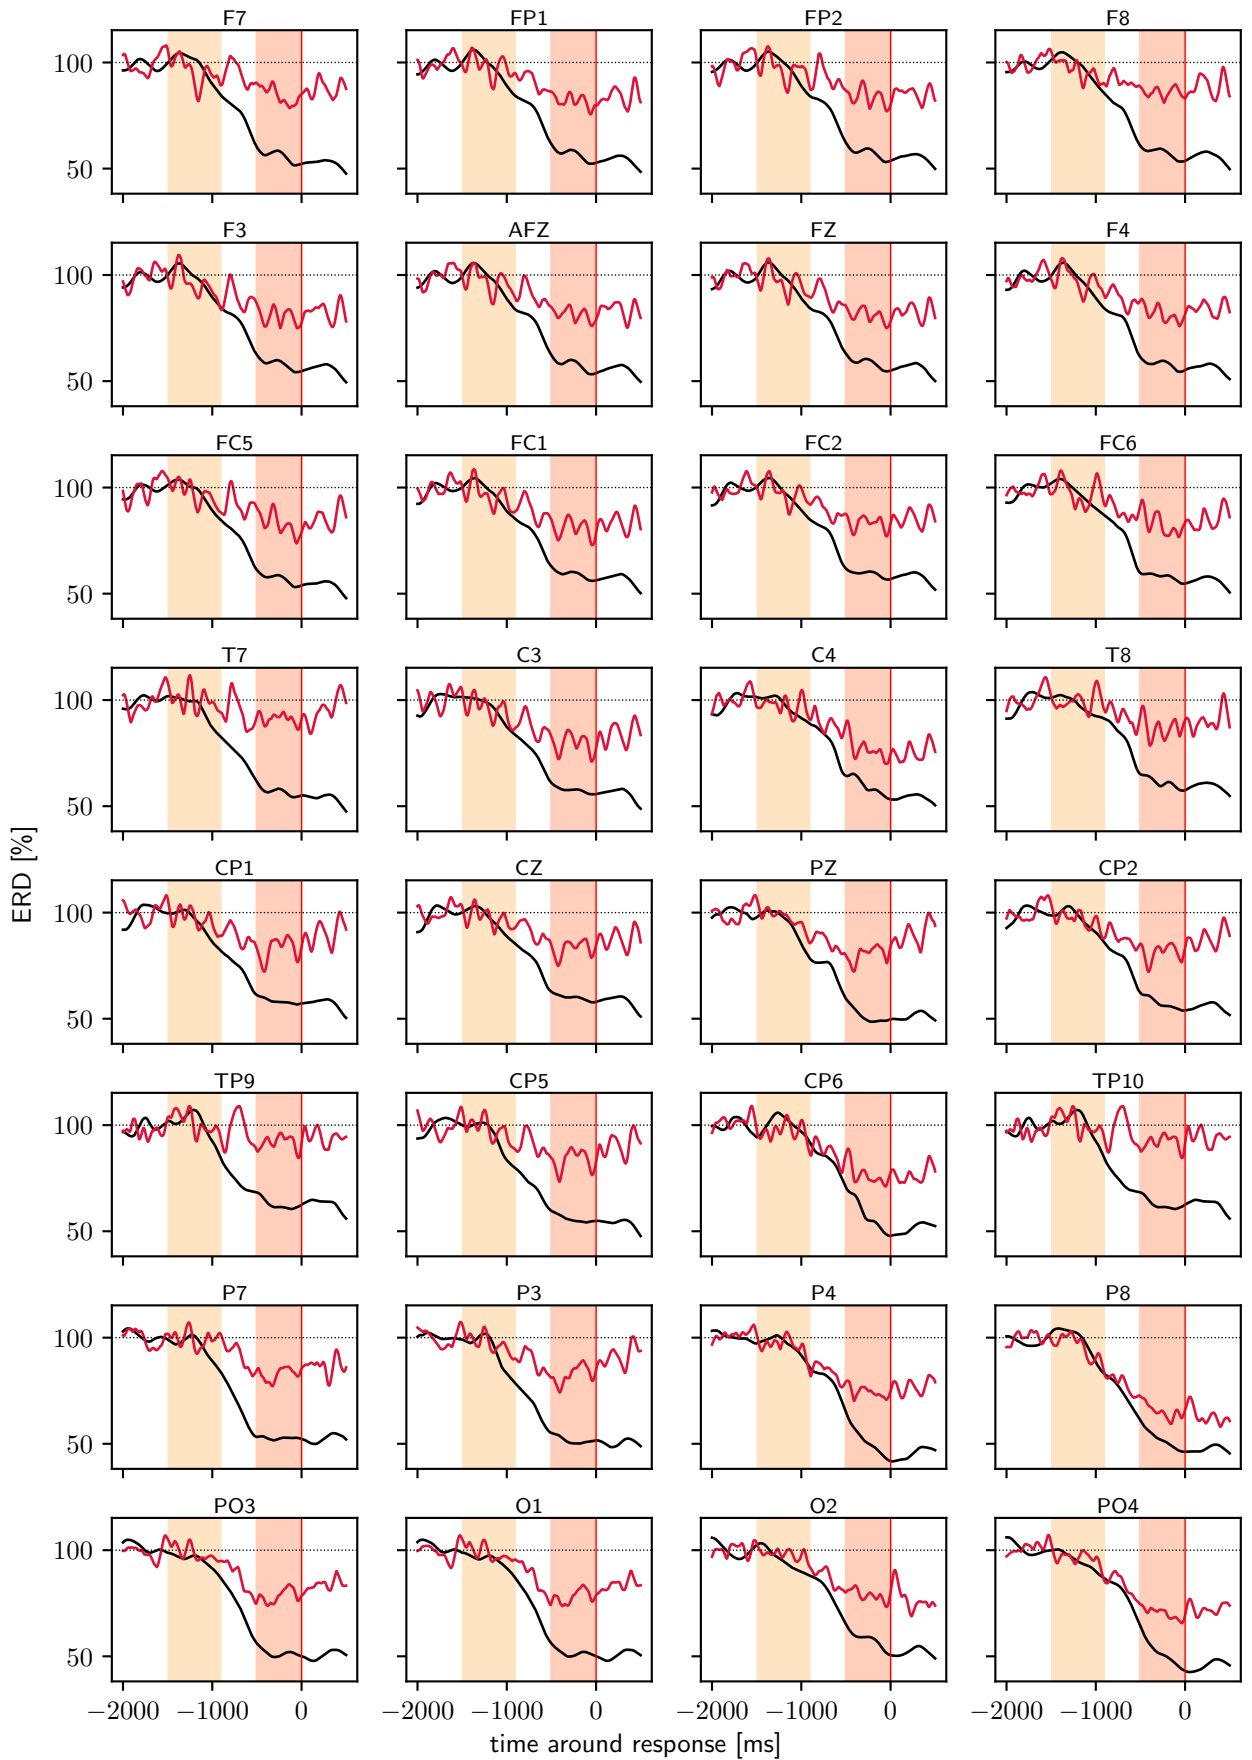 F7 FP1 FP2 F8
100
50
F3 AFZ FZ F4
100
50
FC5 FC1 FC2 FC6
100
50
T7 C3 C4 T8
100
50
CP1 CZ PZ CP2
100
50
TP9 CP5 CP6 TP10
100
50
P7 P3 P4 P8
100
50
PO3 O1 O2 PO4
100
50
−2000 −1000 0 −2000 −1000 0 −2000 −1000 0 −2000 −1000 0
time around response [ms]
ERD [%]